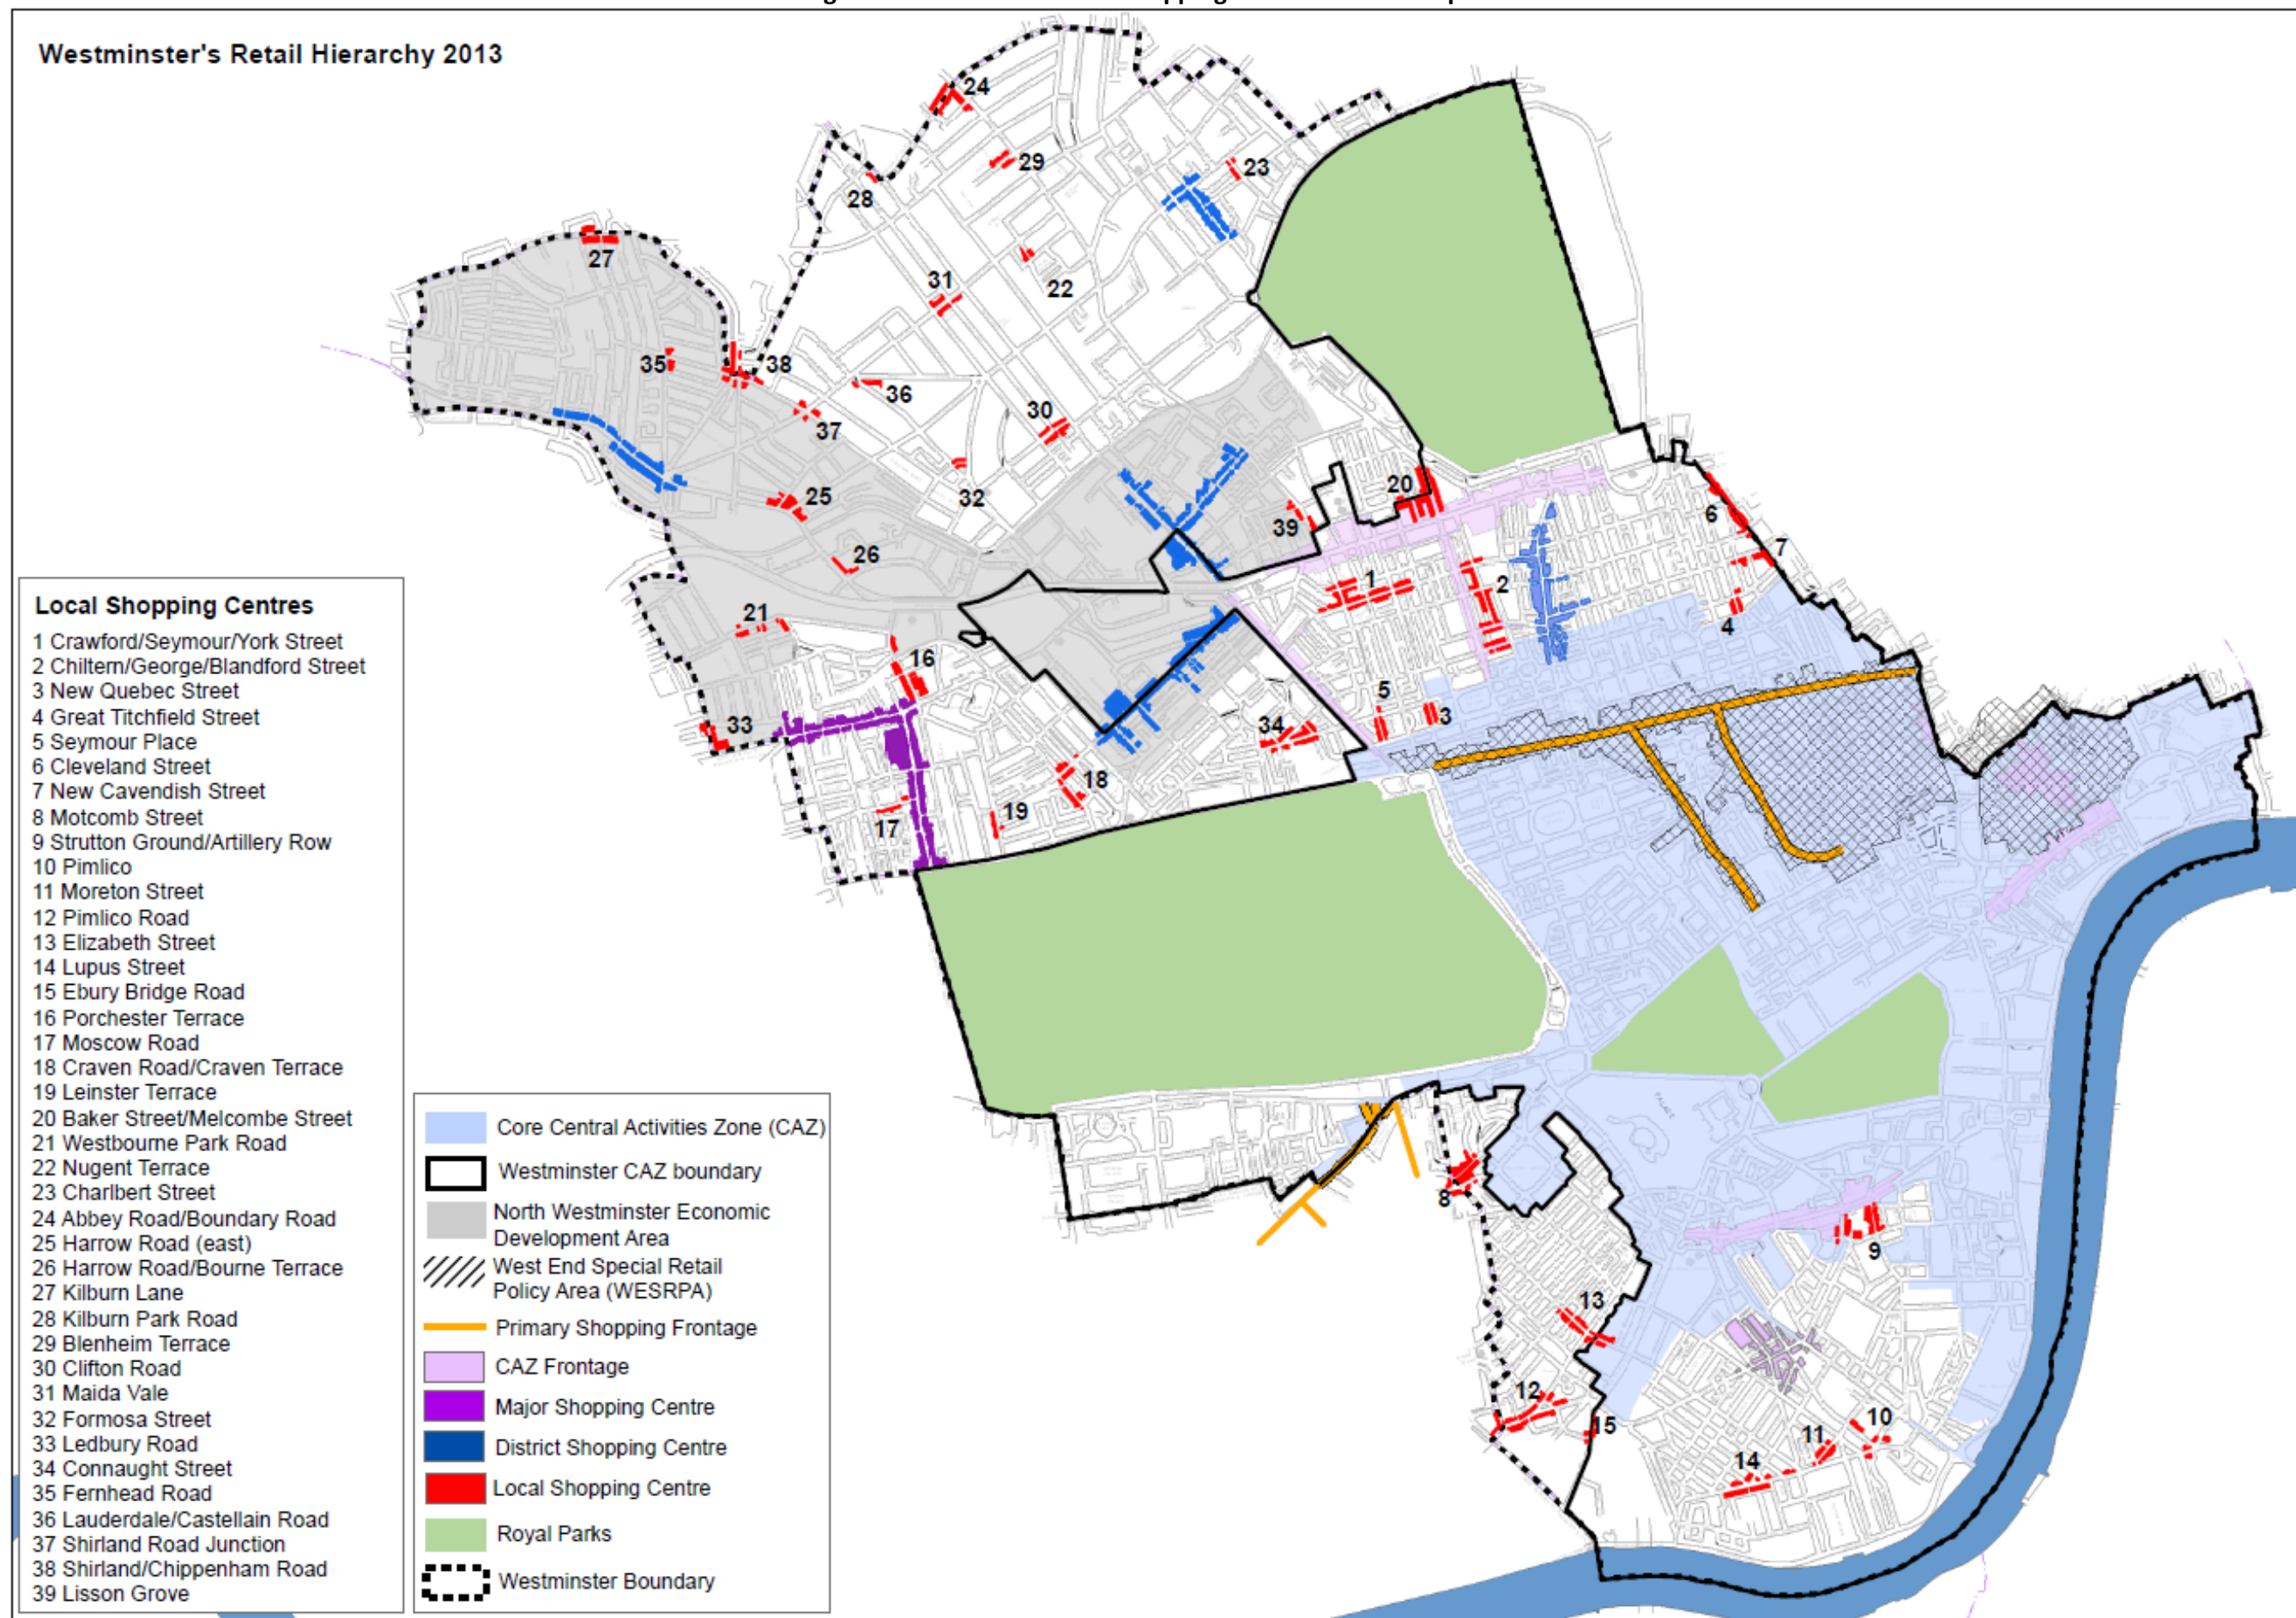 Westminster's Retail Hierarchy 2013
24
29
23
28
27
31
22
35
38
36
37
30
32
25
20
39
6
7
26
1
2
4
21
16
5
3
33
34
18
19
17
8
9
13
12
15
10
11
14
Local Shopping Centres
1 Crawford/Seymour/York Street
2 Chiltern/George/Blandford Street
3 New Quebec Street
4 Great Titchfield Street
5 Seymour Place
6 Cleveland Street
7 New Cavendish Street
8 Motcomb Street
9 Strutton Ground/Artillery Row
10 Pimlico
11 Moreton Street
12 Pimlico Road
13 Elizabeth Street
14 Lupus Street
15 Ebury Bridge Road
16 Porchester Terrace
17 Moscow Road
18 Craven Road/Craven Terrace
19 Leinster Terrace
20 Baker Street/Melcombe Street
21 Westbourne Park Road
22 Nugent Terrace
23 Charlbert Street
24 Abbey Road/Boundary Road
25 Harrow Road (east)
26 Harrow Road/Bourne Terrace
27 Kilburn Lane
28 Kilburn Park Road
29 Blenheim Terrace
30 Clifton Road
31 Maida Vale
32 Formosa Street
33 Ledbury Road
34 Connaught Street
35 Fernhead Road
36 Lauderdale/Castellain Road
37 Shirland Road Junction
38 Shirland/Chippenham Road
39 Lisson Grove
Core Central Activities Zone (CAZ)
Westminster CAZ boundary
North Westminster Economic
Development Area
West End Special Retail
Policy Area (WESRPA)
Primary Shopping Frontage
CAZ Frontage
Major Shopping Centre
District Shopping Centre
Local Shopping Centre
Royal Parks
Westminster Boundary